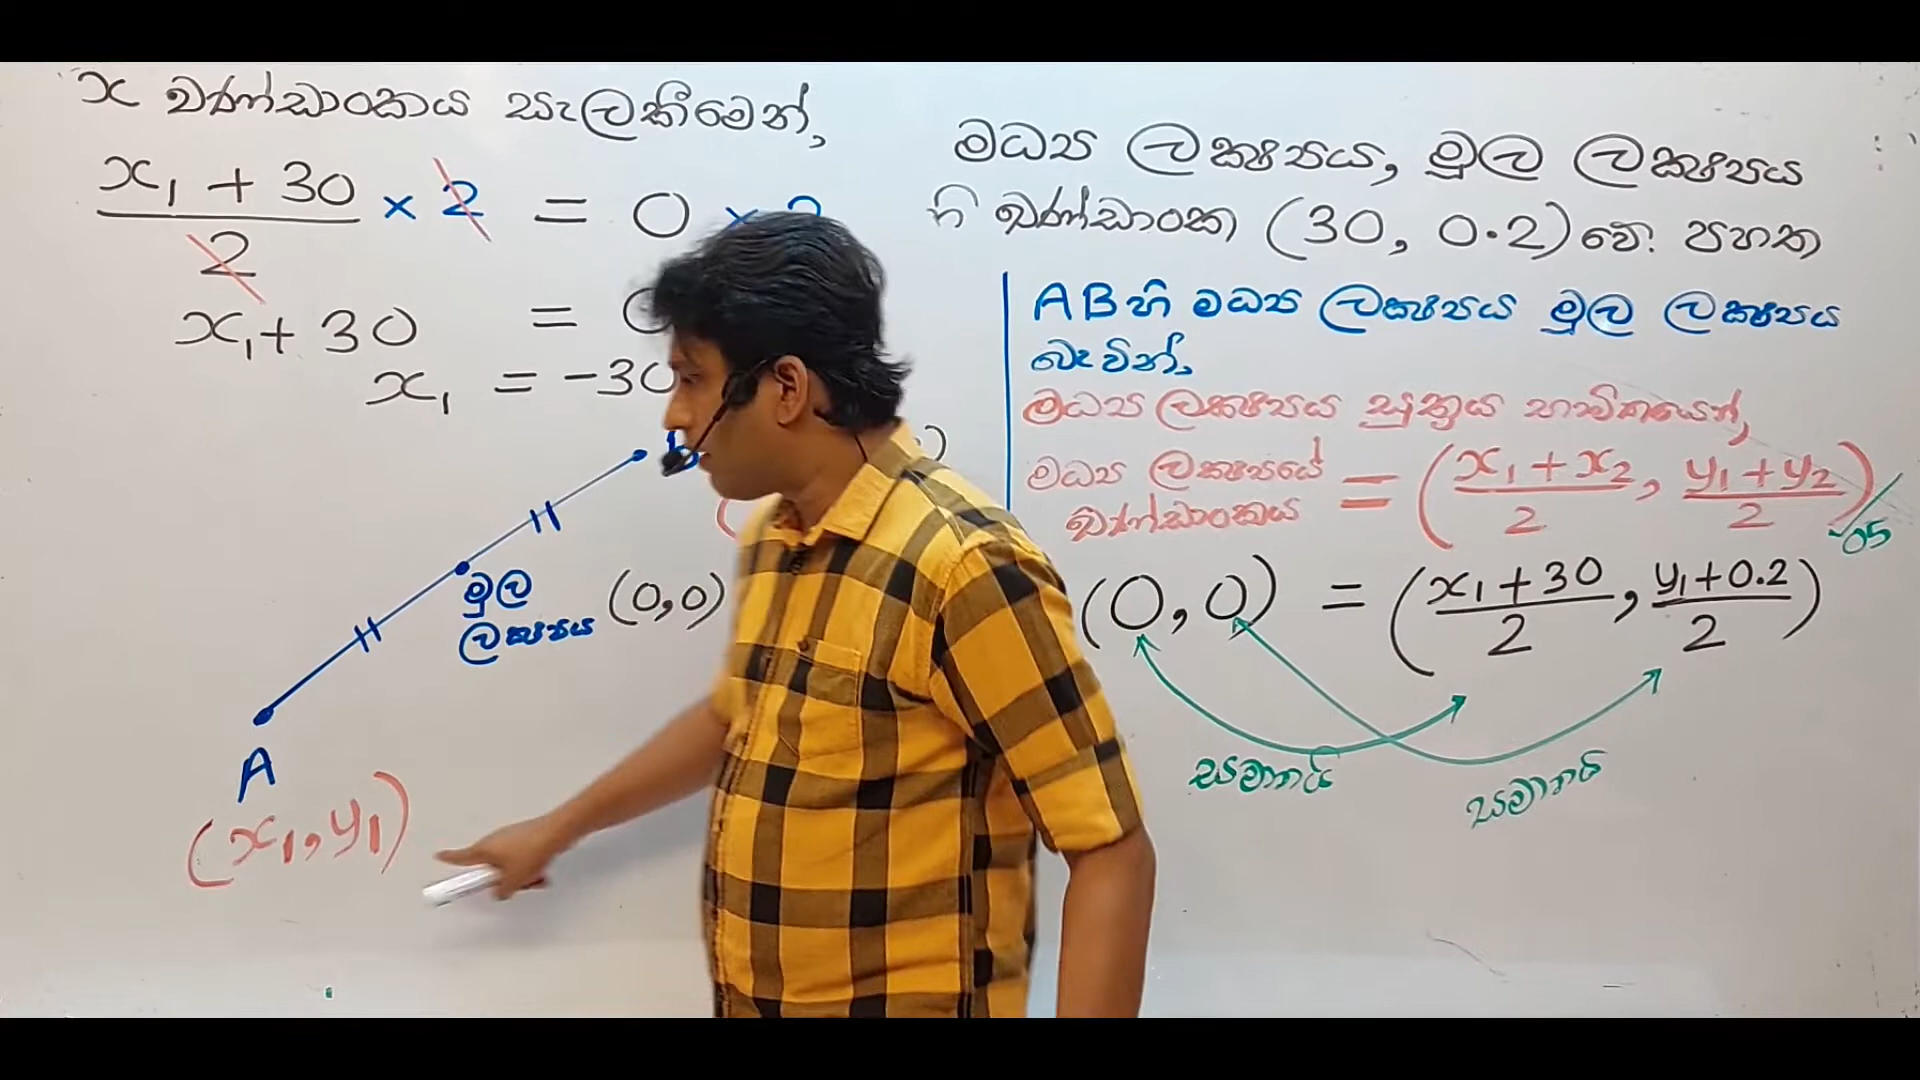 x ඛණ්ඩාංකය සැලකීමෙන්,
x₁ + 30 / 2 × 2 = 0 × 2
x₁ + 30 = 0
x₁ = -30
මූල
ලක්ෂ්‍යය (0,0)
A
(x₁, y₁)
මධ්‍ය ලක්ෂ්‍යය, මූල ලක්ෂ්‍යය
ඛණ්ඩාංක (30, 0.2) වේ. පහත
AB හි මධ්‍ය ලක්ෂ්‍යය මූල ලක්ෂ්‍යය
බැවින්,
මධ්‍ය ලක්ෂ්‍යය සූත්‍රය භාවිතයෙන්,
මධ්‍ය ලක්ෂ්‍යයේ
ඛණ්ඩාංකය = (x₁ + x₂ / 2, y₁ + y₂ / 2)
05
(0, 0) = (x₁ + 30 / 2, y₁ + 0.2 / 2)
සමානයි
සමානයි